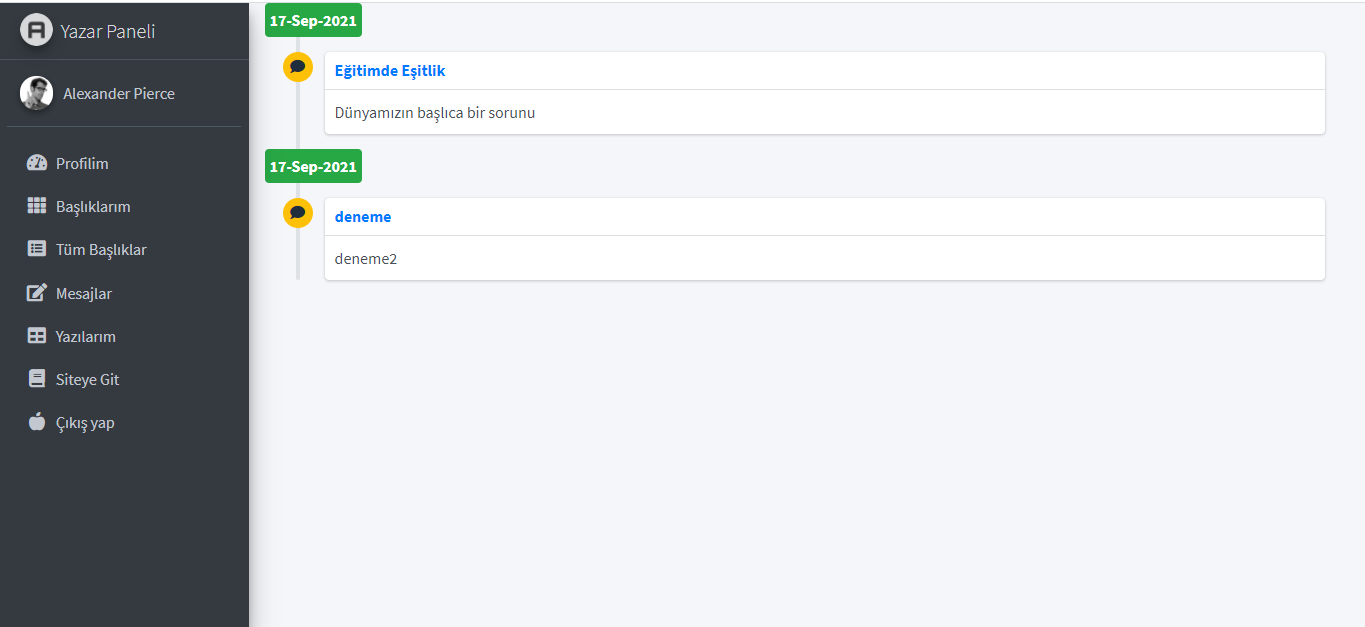 Yazar Paneli
Alexander Pierce
Profilim
Başlıklarım
Tüm Başlıklar
Mesajlar
Yazılarım
Siteye Git
Çıkış yap
17-Sep-2021
Eğitimde Eşitlik
Dünyamızın başlıca bir sorunu
17-Sep-2021
deneme
deneme2